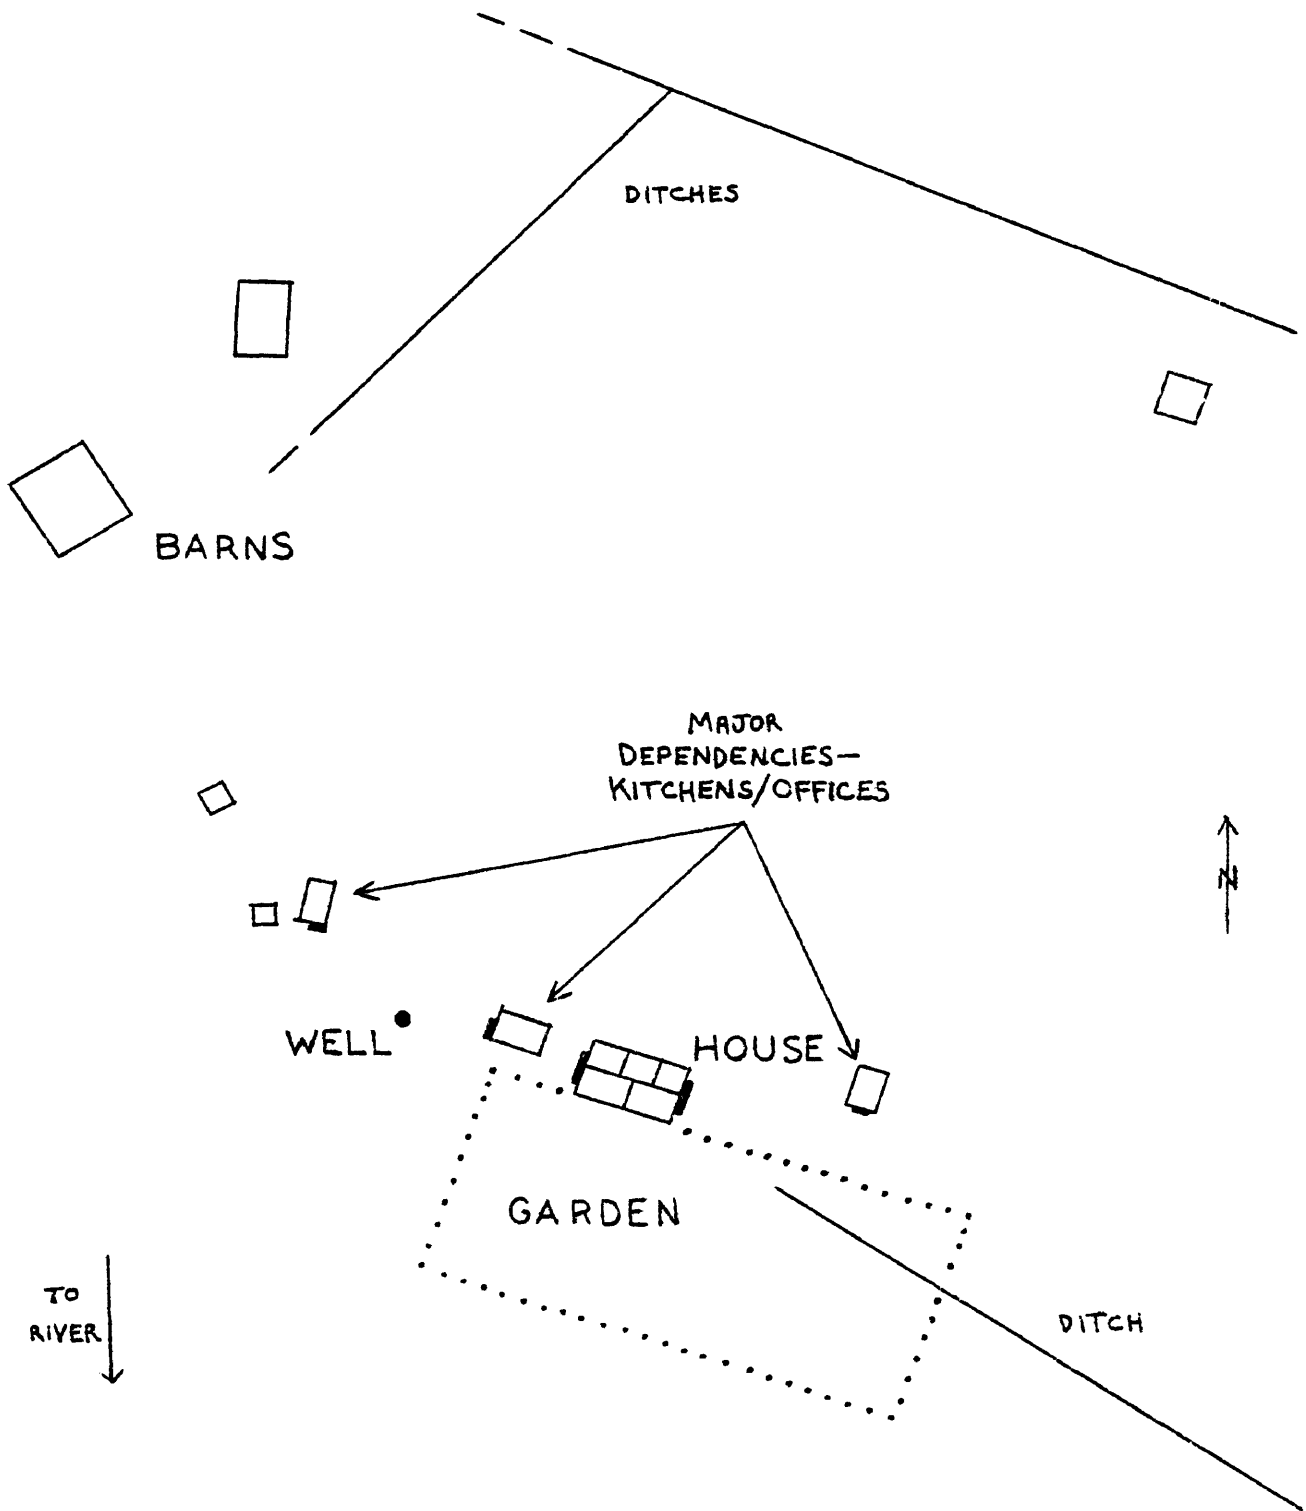 DITCHES
BARNS
MAJOR
DEPENDENCIES—
KITCHENS/OFFICES
N
WELL
HOUSE
GARDEN
TO
RIVER
DITCH